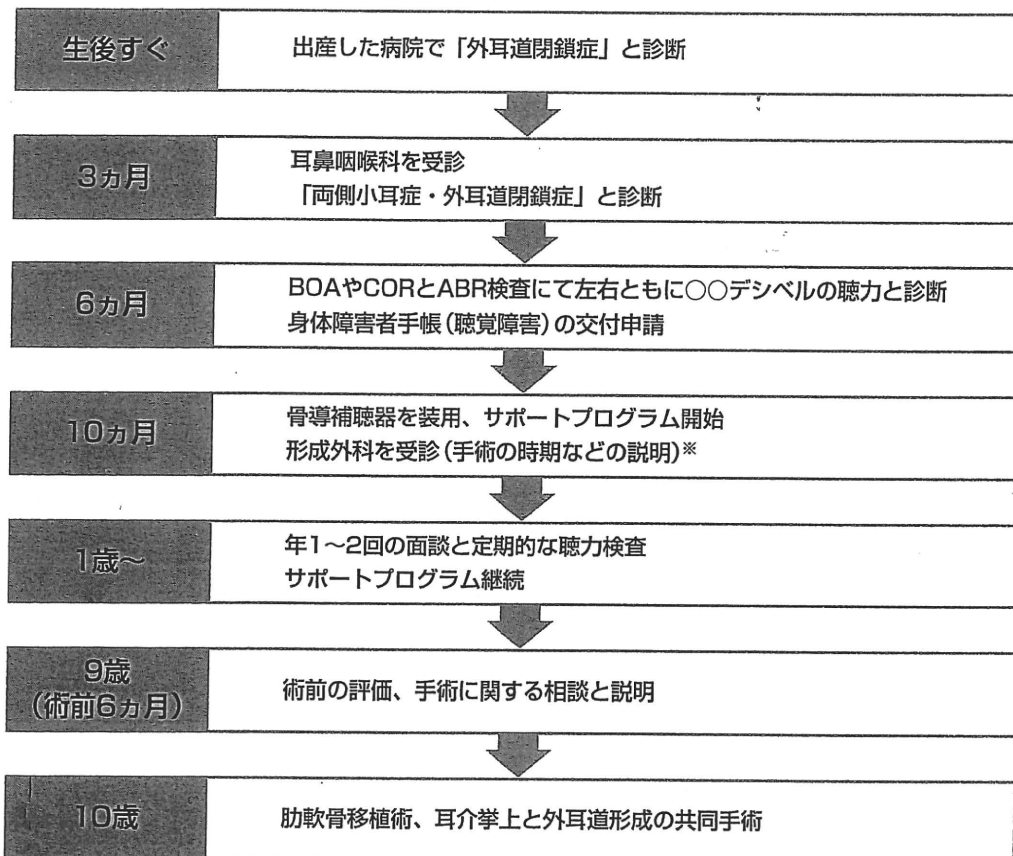 生後すぐ
出産した病院で「外耳道閉鎖症」と診断
3ヵ月
耳鼻咽喉科を受診
「両側小耳症・外耳道閉鎖症」と診断
6ヵ月
BOAやCORとABR検査にて左右ともに○○デシベルの聴力と診断
身体障害者手帳(聴覚障害)の交付申請
10ヵ月
骨導補聴器を装用、サポートプログラム開始
形成外科を受診(手術の時期などの説明)※
1歳~
年1~2回の面談と定期的な聴力検査
サポートプログラム継続
9歳
(術前6ヵ月)
術前の評価、手術に関する相談と説明
10歳
肋軟骨移植術、耳介挙上と外耳道形成の共同手術